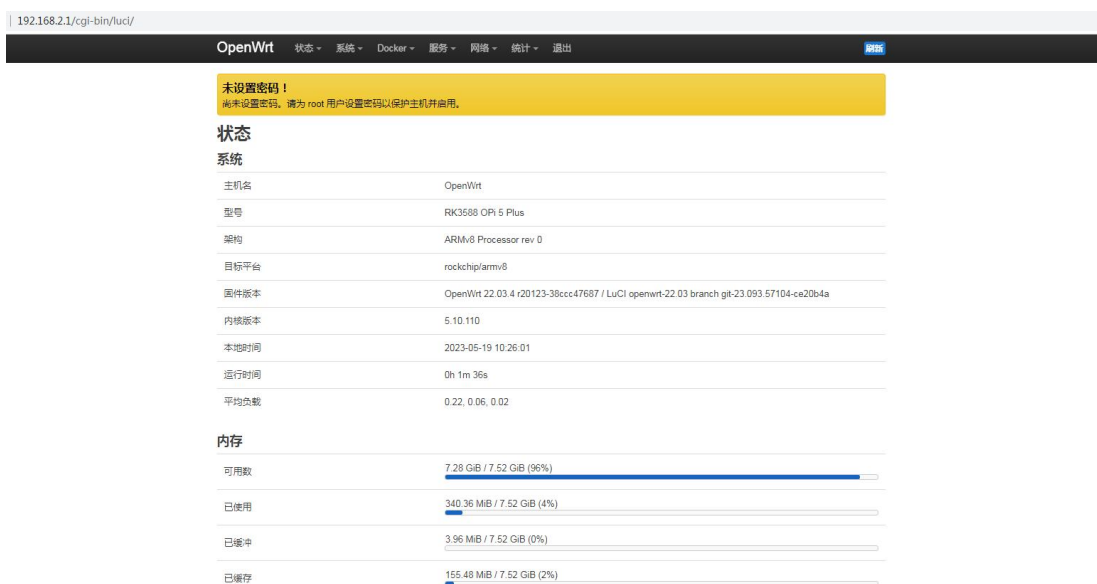 192.168.2.1/cgi-bin/luci/
OpenWrt 状态 系统 Docker 服务 网络 统计 退出 刷新
未设置密码！
尚未设置密码。请为 root 用户设置密码以保护主机并启用。
状态
系统
主机名 OpenWrt
型号 RK3588 OPi 5 Plus
架构 ARMv8 Processor rev 0
目标平台 rockchip/armv8
固件版本 OpenWrt 22.03.4 r20123-38ccc47687 / LuCI openwrt-22.03 branch git-23.093.57104-ce20b4a
内核版本 5.10.110
本地时间 2023-05-19 10:26:01
运行时间 0h 1m 36s
平均负载 0.22, 0.06, 0.02
内存
可用数 7.28 GiB / 7.52 GiB (96%)
已使用 340.36 MiB / 7.52 GiB (4%)
已缓冲 3.96 MiB / 7.52 GiB (0%)
已缓存 155.48 MiB / 7.52 GiB (2%)